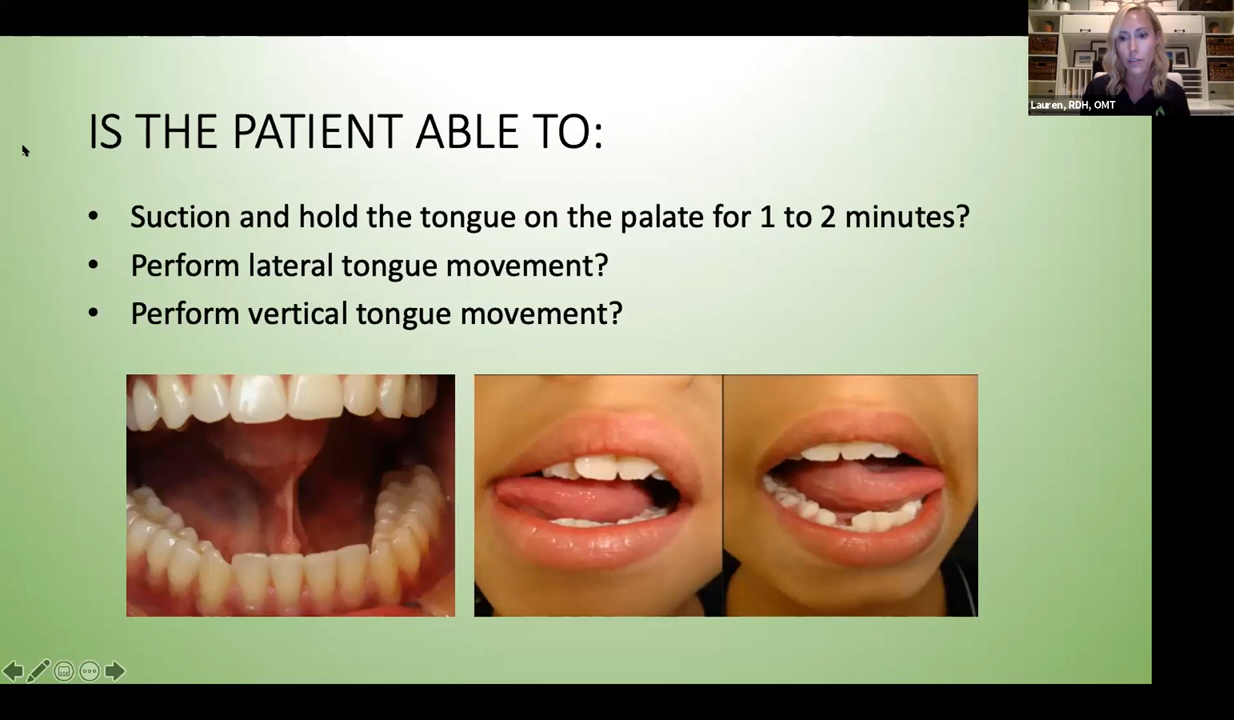 Lauren, RDH, OMT
IS THE PATIENT ABLE TO:
• Suction and hold the tongue on the palate for 1 to 2 minutes?
• Perform lateral tongue movement?
• Perform vertical tongue movement?